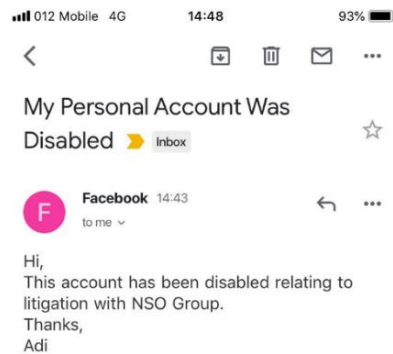 012 Mobile 4G 14:48 93%
My Personal Account Was
Disabled Inbox
F
Facebook 14:43
to me
Hi,
This account has been disabled relating to
litigation with NSO Group.
Thanks,
Adi